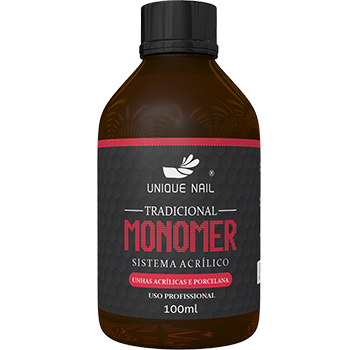 UNIQUE NAIL ®
TRADICIONAL
MONOMER
SISTEMA ACRÍLICO
UNHAS ACRÍLICAS E PORCELANA
USO PROFISSIONAL
100ml